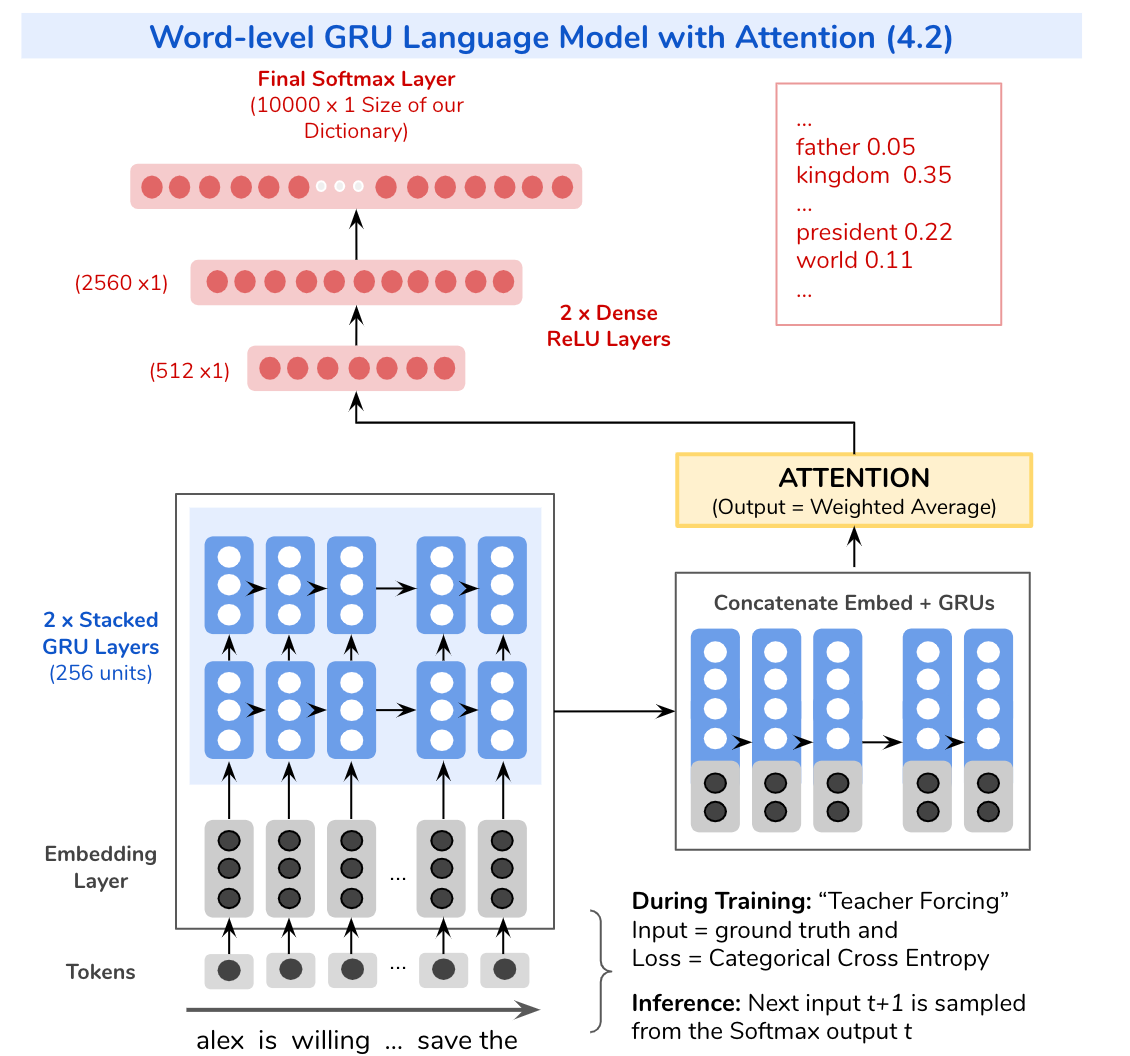 Word-level GRU Language Model with Attention (4.2)
Final Softmax Layer
(10000 x 1 Size of our
Dictionary)
...
father 0.05
kingdom 0.35
...
president 0.22
world 0.11
...
(2560 x1)
2 x Dense
ReLU Layers
(512 x1)
ATTENTION
(Output = Weighted Average)
2 x Stacked
GRU Layers
(256 units)
Concatenate Embed + GRUs
Embedding
Layer
...
Tokens
...
alex is willing ... save the
During Training: “Teacher Forcing”
Input = ground truth and
Loss = Categorical Cross Entropy
Inference: Next input t+1 is sampled
from the Softmax output t